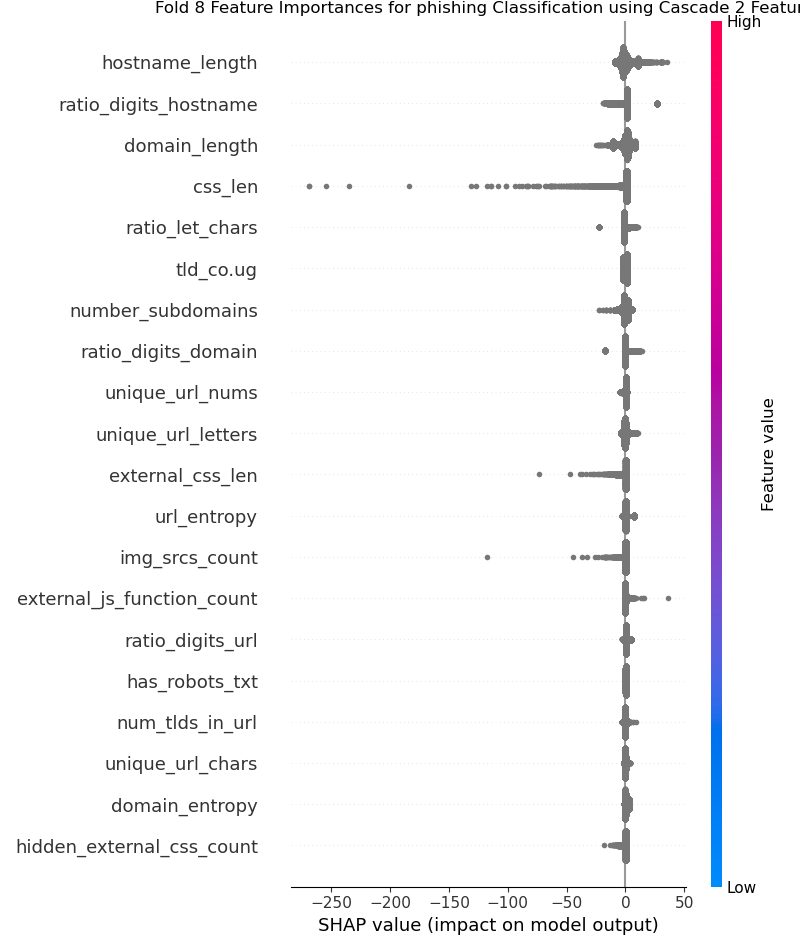 Fold 8 Feature Importances for phishing Classification using Cascade 2
High
hostname_length
ratio_digits_hostname
domain_length
css_len
ratio_let_chars
tld_co.ug
number_subdomains
ratio_digits_domain
unique_url_nums
unique_url_letters
external_css_len
url_entropy
img_srcs_count
external_js_function_count
ratio_digits_url
has_robots_txt
num_tlds_in_url
unique_url_chars
domain_entropy
hidden_external_css_count
Feature value
Low
−250 −200 −150 −100 −50 0 50
SHAP value (impact on model output)